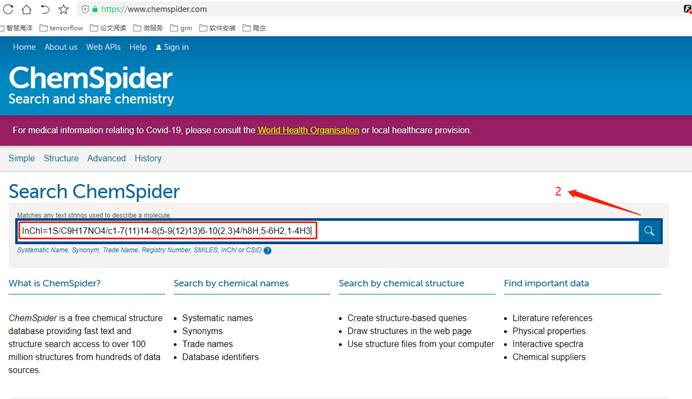 https://www.chemspider.com
智慧海洋 tensorflow 论文阅读 微服务 gnn 软件安装 爬虫
Home About us Web APIs Help Sign in
ChemSpider
Search and share chemistry
For medical information relating to Covid-19, please consult the World Health Organisation or local healthcare provision.
Simple Structure Advanced History
Search ChemSpider
2
Matches any text strings used to describe a molecule.
InChI=1S/C9H17NO4/c1-7(11)14-8(5-9(12)13)6-10(2,3)4/h8H,5-6H2,1-4H3
Systematic Name, Synonym, Trade Name, Registry Number, SMILES, InChI or CSID ?
What is ChemSpider?
ChemSpider is a free chemical structure
database providing fast text and
structure search access to over 100
million structures from hundreds of data
sources.
Search by chemical names
• Systematic names
• Synonyms
• Trade names
• Database identifiers
Search by chemical structure
• Create structure-based queries
• Draw structures in the web page
• Use structure files from your computer
Find important data
• Literature references
• Physical properties
• Interactive spectra
• Chemical suppliers